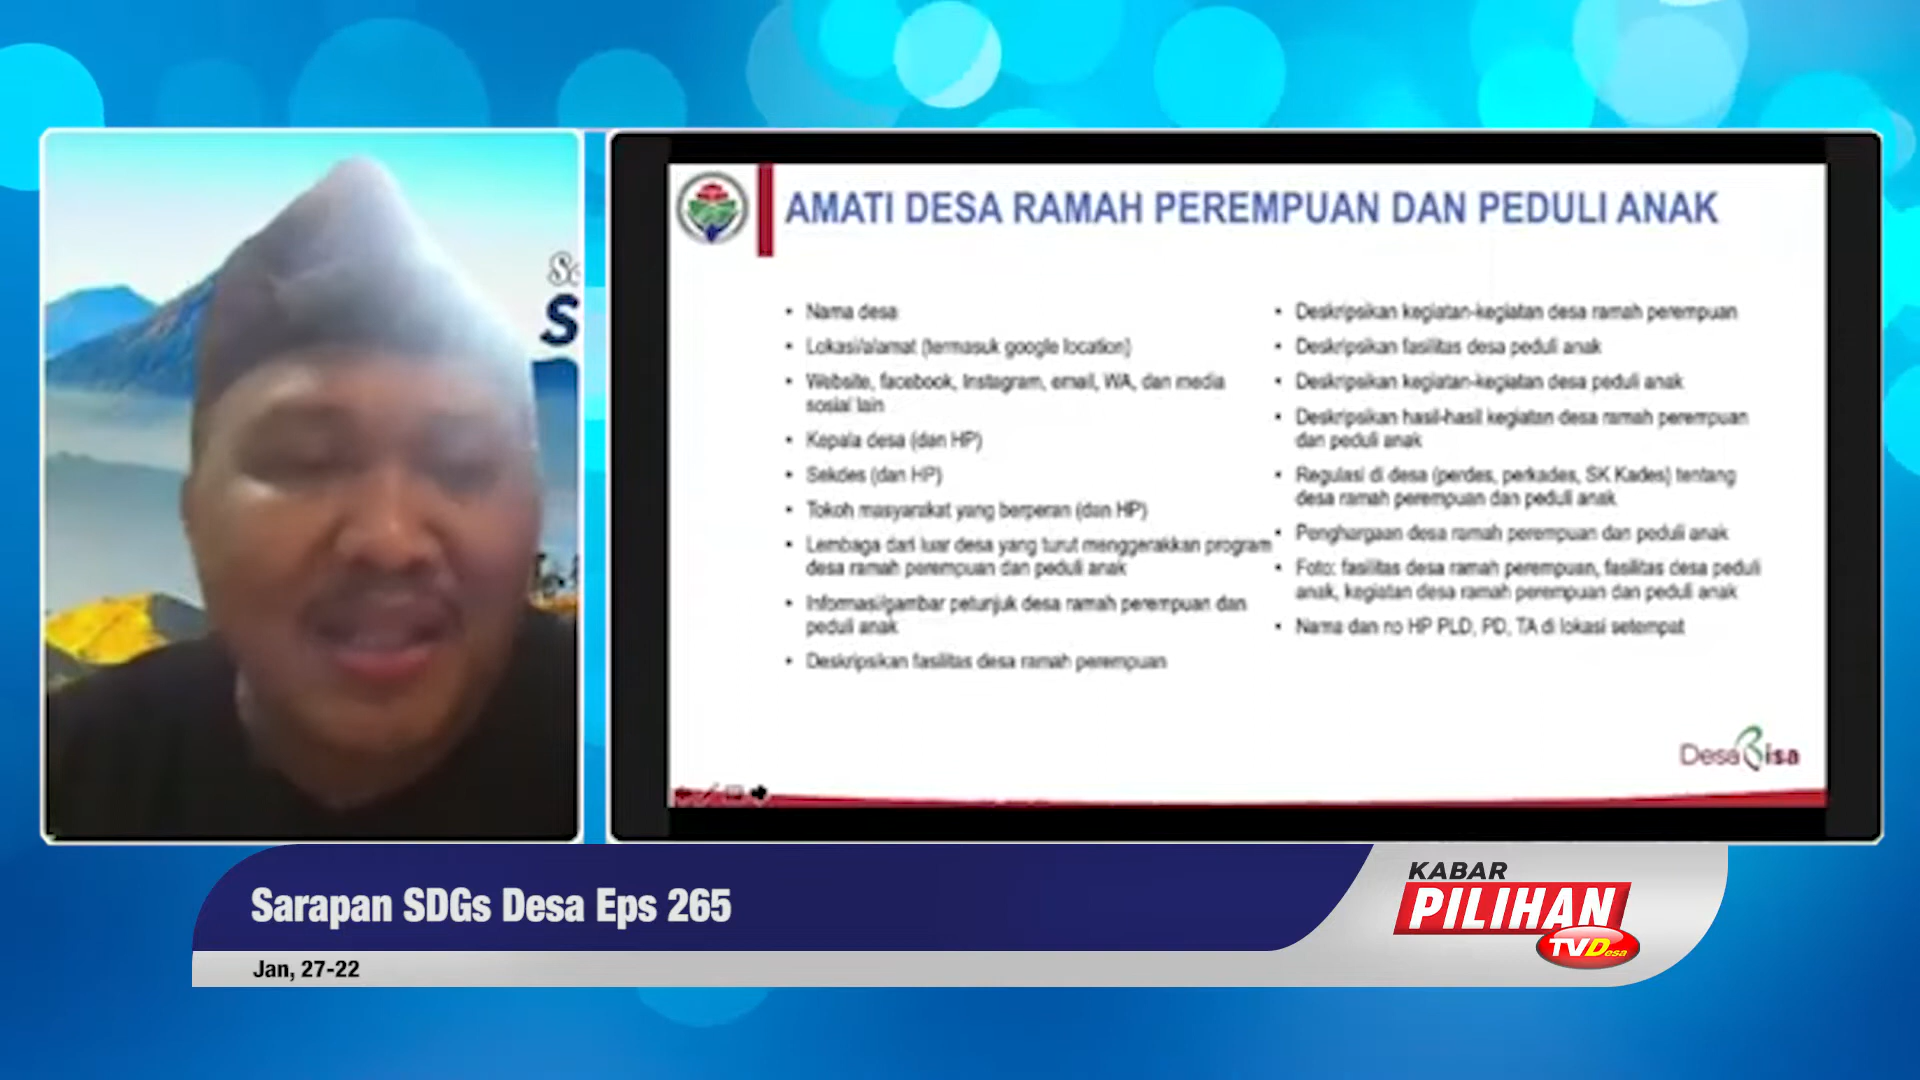 Sa
S
AMATI DESA RAMAH PEREMPUAN DAN PEDULI ANAK
• Nama desa
• Lokasi/alamat (termasuk google location)
• Website, facebook, Instagram, email, WA, dan media
sosial lain
• Kepala desa (dan HP)
• Sekdes (dan HP)
• Tokoh masyarakat yang berperan (dan HP)
• Lembaga dari luar desa yang turut menggerakkan program
desa ramah perempuan dan peduli anak
• Informasi/gambar petunjuk desa ramah perempuan dan
peduli anak
• Deskripsikan fasilitas desa ramah perempuan
• Deskripsikan kegiatan-kegiatan desa ramah perempuan
• Deskripsikan fasilitas desa peduli anak
• Deskripsikan kegiatan-kegiatan desa peduli anak
• Deskripsikan hasil-hasil kegiatan desa ramah perempuan
dan peduli anak
• Regulasi di desa (perdes, perkades, SK Kades) tentang
desa ramah perempuan dan peduli anak
• Penghargaan desa ramah perempuan dan peduli anak
• Foto: fasilitas desa ramah perempuan, fasilitas desa peduli
anak, kegiatan desa ramah perempuan dan peduli anak
• Nama dan no HP PLD, PD, TA di lokasi setempat
Desa Bisa
Sarapan SDGs Desa Eps 265
Jan, 27-22
KABAR
PILIHAN
TVDesa